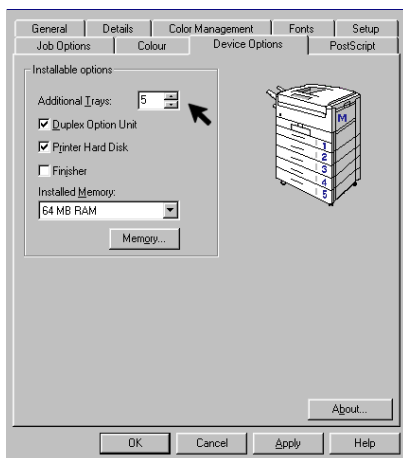 General Details Color Management Fonts Setup
Job Options Colour Device Options PostScript
Installable options
Additional Trays: 5
Duplex Option Unit
Printer Hard Disk
Finisher
Installed Memory:
64 MB RAM
Memory...
M
1
2
3
4
5
About...
OK Cancel Apply Help